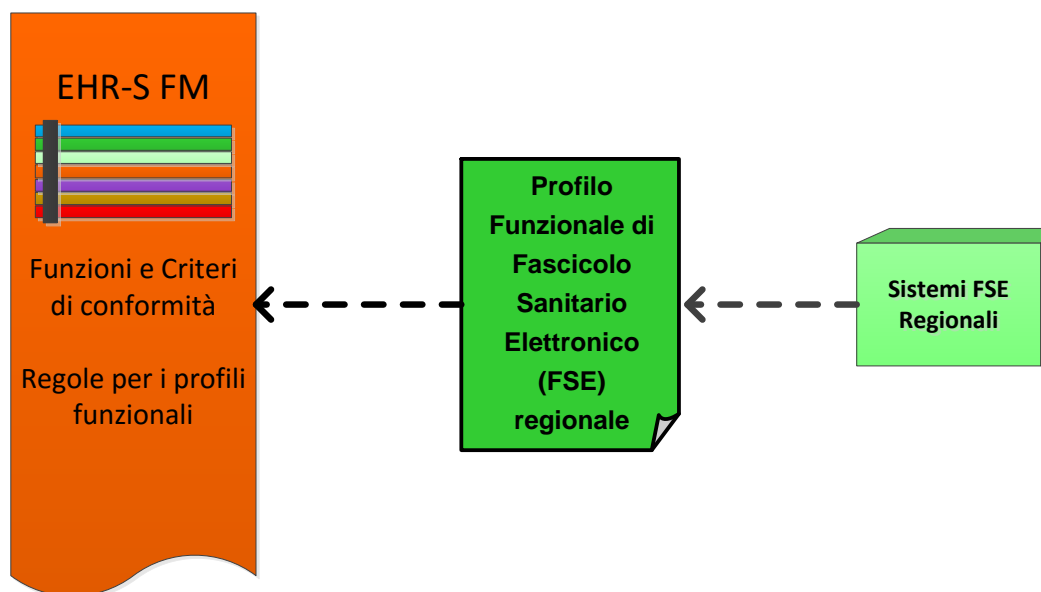 EHR-S FM
Funzioni e Criteri
di conformità
Regole per i profili
funzionali
Profilo
Funzionale di
Fascicolo
Sanitario
Elettronico
(FSE)
regionale
Sistemi FSE
Regionali